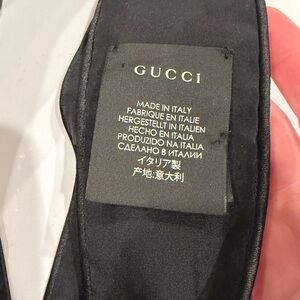 GUCCI
MADE IN ITALY
FABRIQUE EN ITALIE
HERGESTELLT IN ITALIEN
HECHO EN ITALIA
PRODUZIDO NA ITALIA
СДЕЛАНО В ИТАЛИИ
イタリア製
产地:意大利